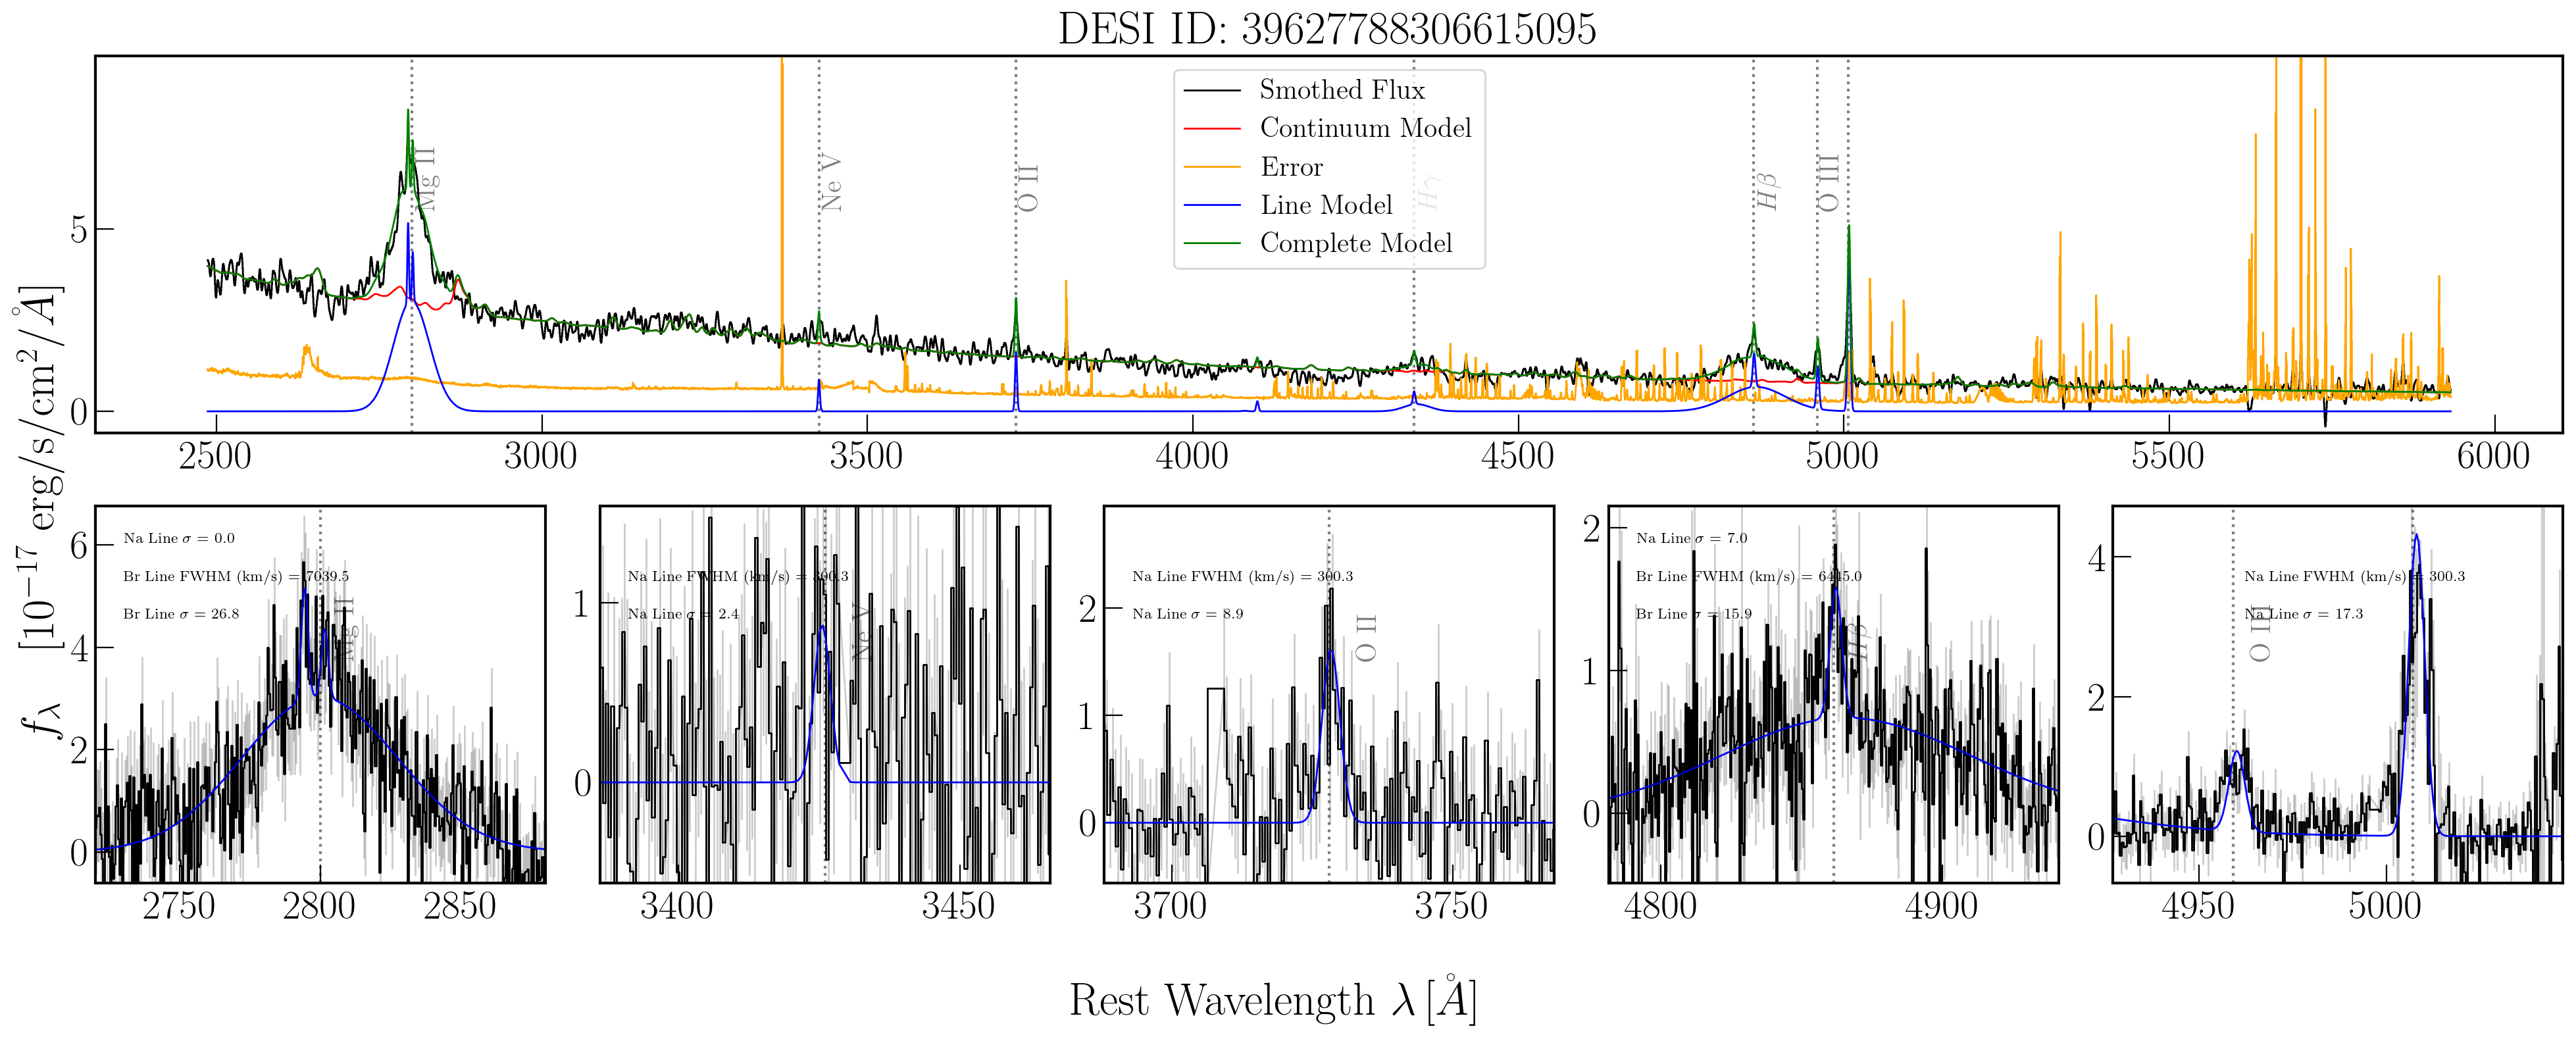 DESI ID: 39627788306615095
Smothed Flux
Continuum Model
Error
Line Model
Complete Model
Mg II
Ne V
O II
Hγ
Hβ
O III
5
0
2500 3000 3500 4000 4500 5000 5500 6000
f_λ [10^{-17} erg/s/cm^2/Å]
Na Line σ = 0.0
Br Line FWHM (km/s) = 7039.5
Br Line σ = 26.8
Mg II
6
4
2
0
2750 2800 2850
Na Line FWHM (km/s) = 300.3
Na Line σ = 2.4
Ne V
1
0
3400 3450
Na Line FWHM (km/s) = 300.3
Na Line σ = 8.9
O II
2
1
0
3700 3750
Na Line σ = 7.0
Br Line FWHM (km/s) = 6445.0
Br Line σ = 15.9
Hβ
2
1
0
4800 4900
Na Line FWHM (km/s) = 300.3
Na Line σ = 17.3
O III
4
2
0
4950 5000
Rest Wavelength λ [Å]